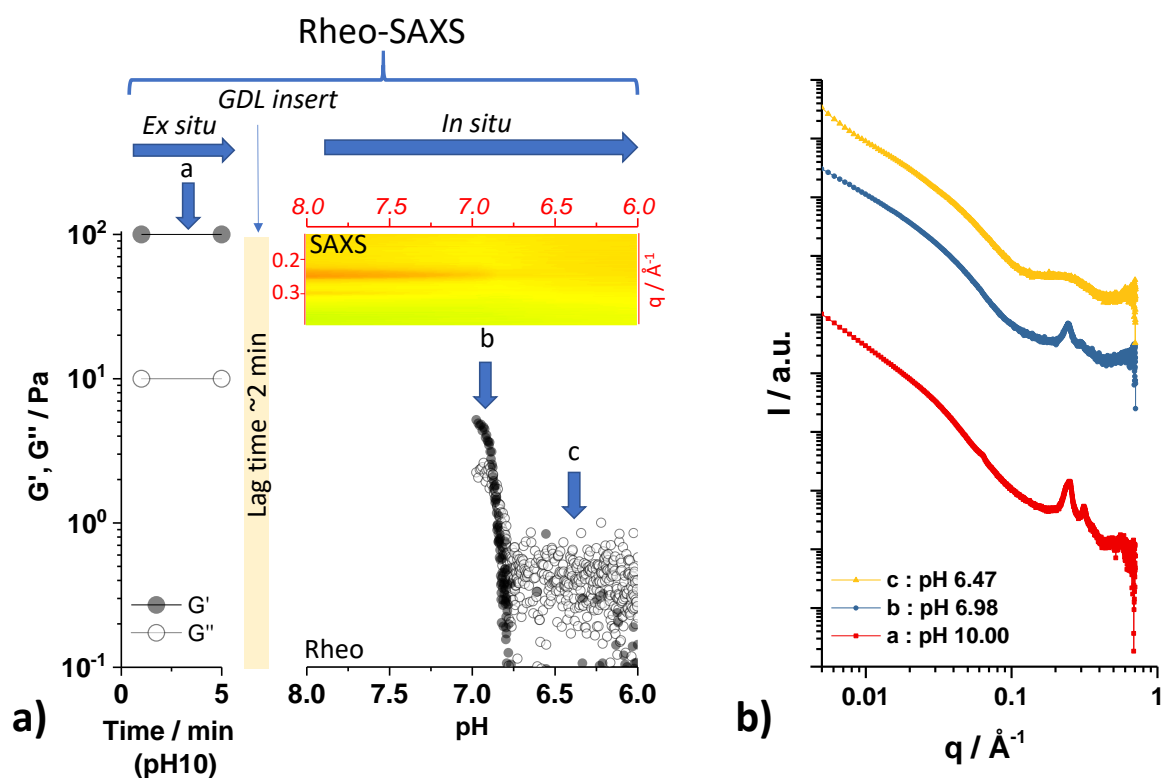 Rheo-SAXS
GDL insert
Ex situ
In situ
a
8.0 7.5 7.0 6.5 6.0
SAXS
0.2
0.3
q / Å-1
b
c
10²
10¹
10⁰
10⁻¹
G', G'' / Pa
Lag time ~2 min
G'
G''
Rheo
0 5
8.0 7.5 7.0 6.5 6.0
Time / min
(pH10)
pH
a)
I / a.u.
c : pH 6.47
b : pH 6.98
a : pH 10.00
0.01 0.1 1
q / Å-1
b)